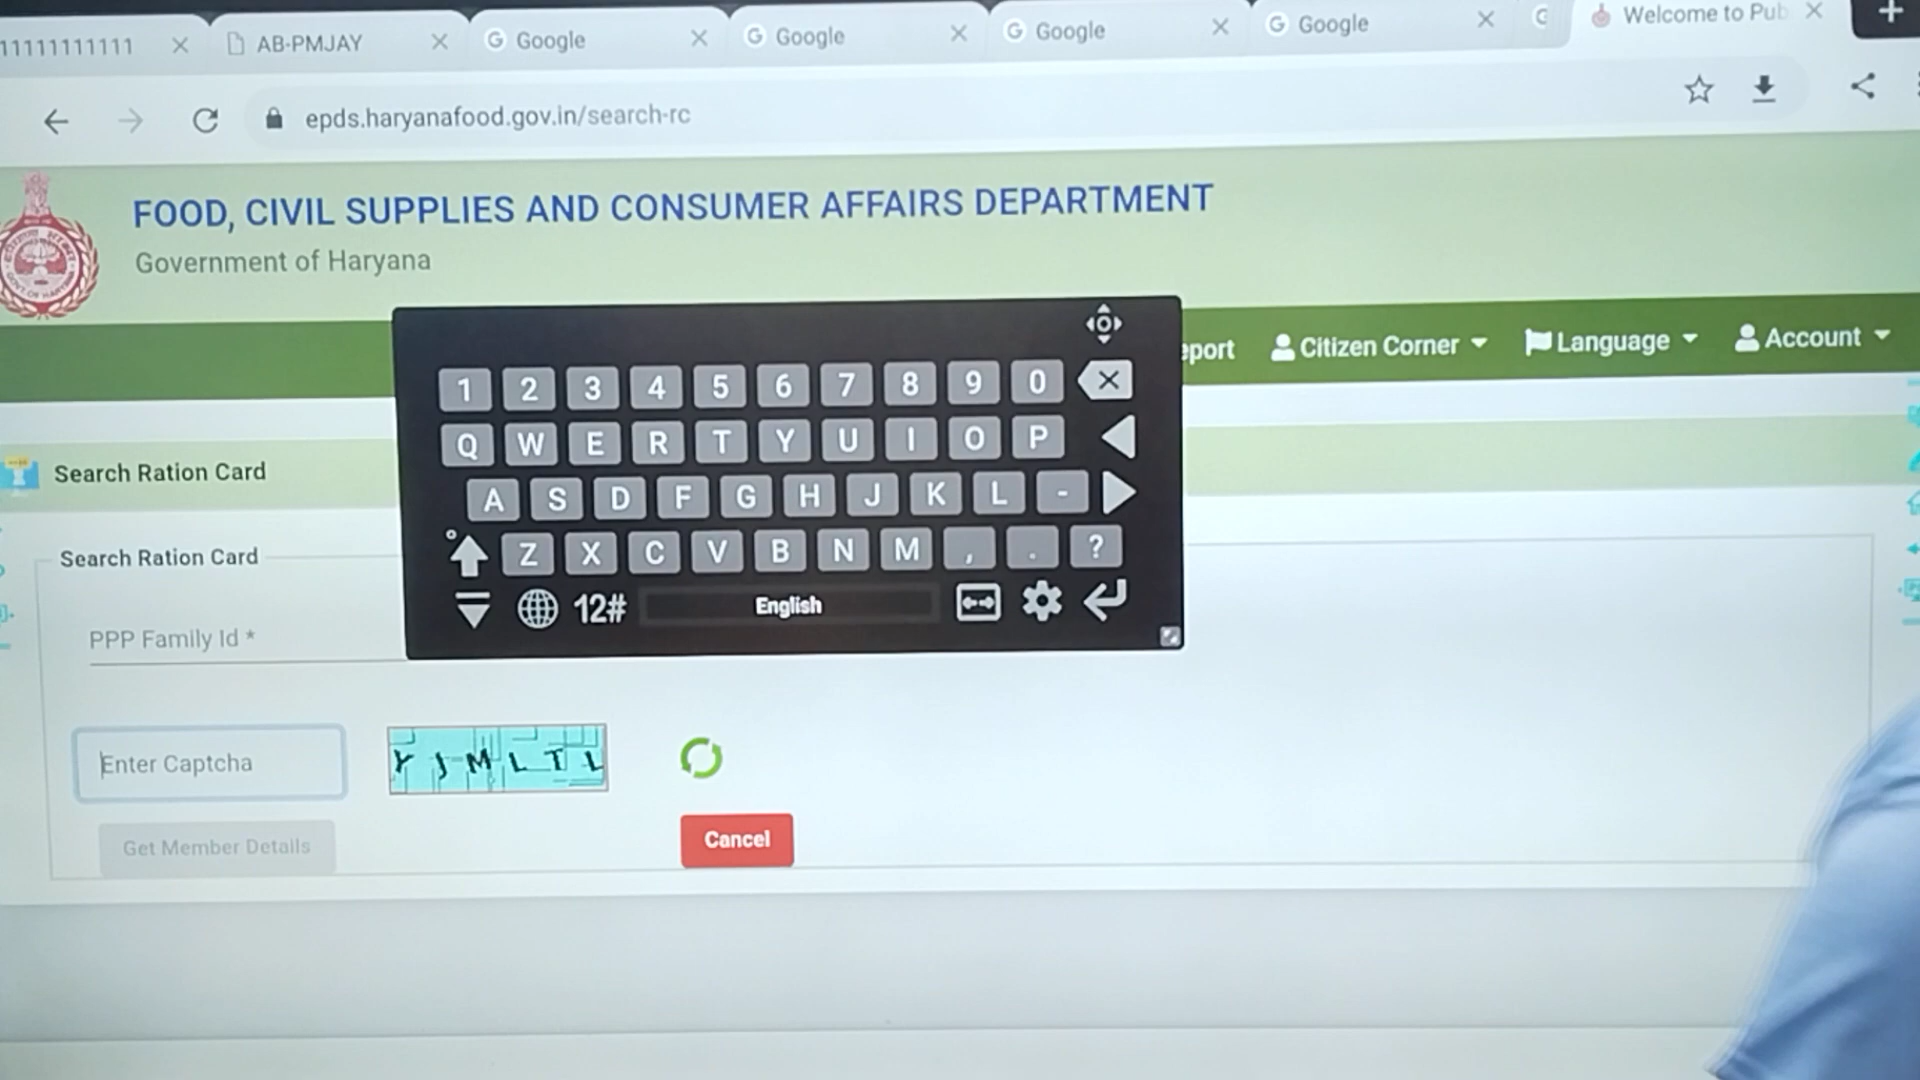 11111111111
AB-PMJAY
Google
Google
Google
Google
Welcome to Pub
epds.haryanafood.gov.in/search-rc
FOOD, CIVIL SUPPLIES AND CONSUMER AFFAIRS DEPARTMENT
Government of Haryana
eport
Citizen Corner
Language
Account
1 2 3 4 5 6 7 8 9 0
Q W E R T Y U I O P
A S D F G H J K L -
Z X C V B N M , . ?
12#
English
Search Ration Card
Search Ration Card
PPP Family Id *
Enter Captcha
Y J M L T L
Get Member Details
Cancel